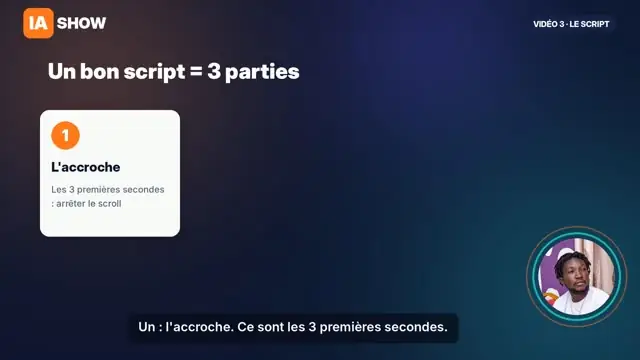 IA SHOW
VIDÉO 3 · LE SCRIPT
Un bon script = 3 parties
1
L'accroche
Les 3 premières secondes
: arrêter le scroll
Un : l'accroche. Ce sont les 3 premières secondes.